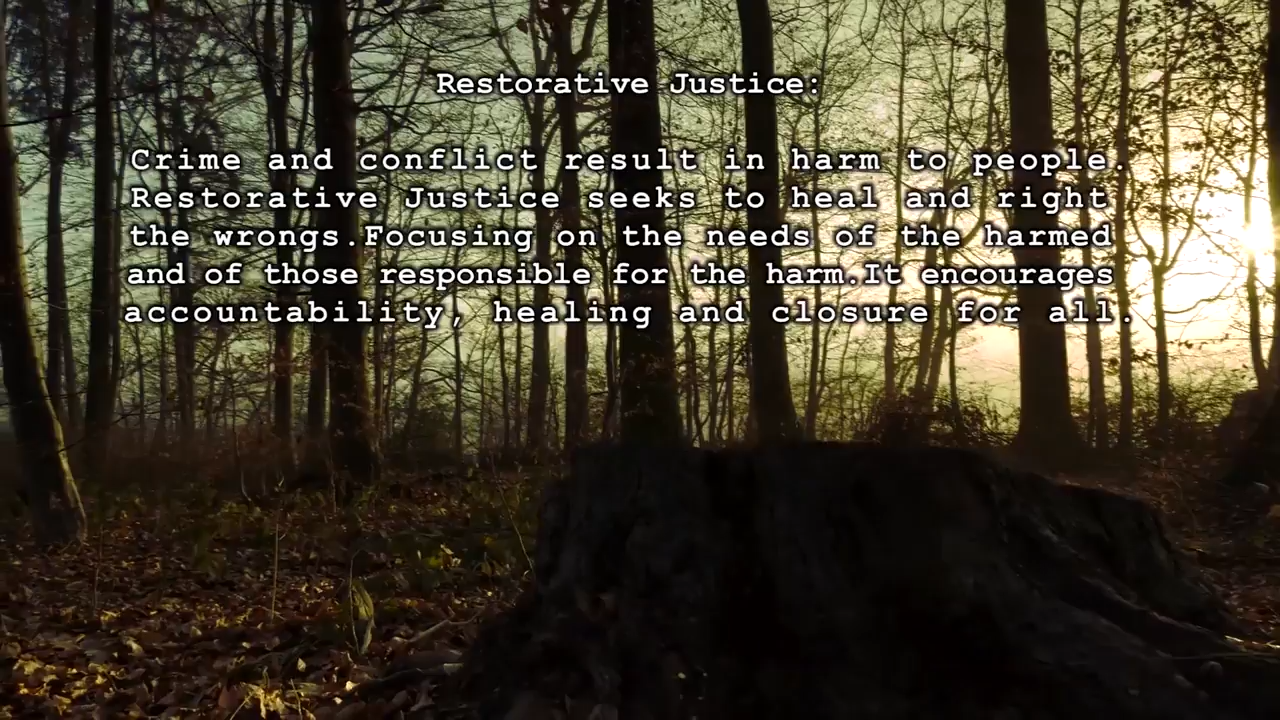 Restorative Justice:
Crime and conflict result in harm to people.
Restorative Justice seeks to heal and right
the wrongs.Focusing on the needs of the harmed
and of those responsible for the harm.It encourages
accountability, healing and closure for all.